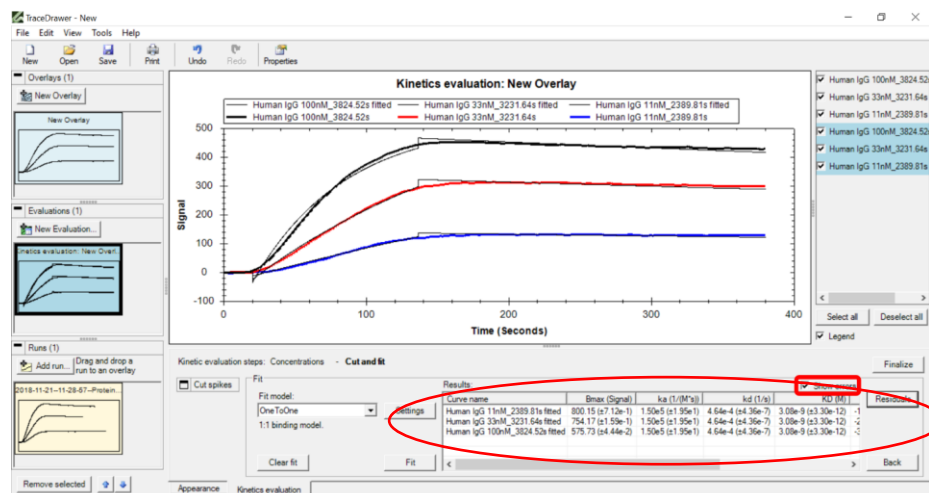 TraceDrawer - New
File Edit View Tools Help
New Open Save Print Undo Redo Properties
Overlays (1)
New Overlay
New Overlay
Evaluations (1)
New Evaluation...
Kinetics evaluation: New Overl..
Runs (1)
Add run... Drag and drop a
run to an overlay
2018-11-21--11-28-67--Protein..
Remove selected
Kinetics evaluation: New Overlay
Human IgG 100nM_3824.52s fitted Human IgG 33nM_3231.64s fitted Human IgG 11nM_2389.81s fitted
Human IgG 100nM_3824.52s Human IgG 33nM_3231.64s Human IgG 11nM_2389.81s
500
400
300
200
100
0
-100
Signal
0 100 200 300 400
Time (Seconds)
Human IgG 100nM_3824.52s
Human IgG 33nM_3231.64s
Human IgG 11nM_2389.81s
Human IgG 100nM_3824.52s
Human IgG 33nM_3231.64s
Human IgG 11nM_2389.81s
Select all Deselect all
Legend
Kinetic evaluation steps: Concentrations - Cut and fit
Finalize
Cut spikes
Fit
Fit model:
OneToOne
Settings
1:1 binding model.
Clear fit Fit
Results:
Show errors
Residuals
Curve name Bmax (Signal) ka (1/(M*s)) kd (1/s) KD (M)
Human IgG 11nM_2389.81s fitted 800.15 (±7.12e-1) 1.50e5 (±1.95e1) 4.64e-4 (±4.36e-7) 3.08e-9 (±3.30e-12)
Human IgG 33nM_3231.64s fitted 754.17 (±1.59e-1) 1.50e5 (±1.95e1) 4.64e-4 (±4.36e-7) 3.08e-9 (±3.30e-12)
Human IgG 100nM_3824.52s fitted 575.73 (±4.44e-2) 1.50e5 (±1.95e1) 4.64e-4 (±4.36e-7) 3.08e-9 (±3.30e-12)
Back
Appearance Kinetics evaluation